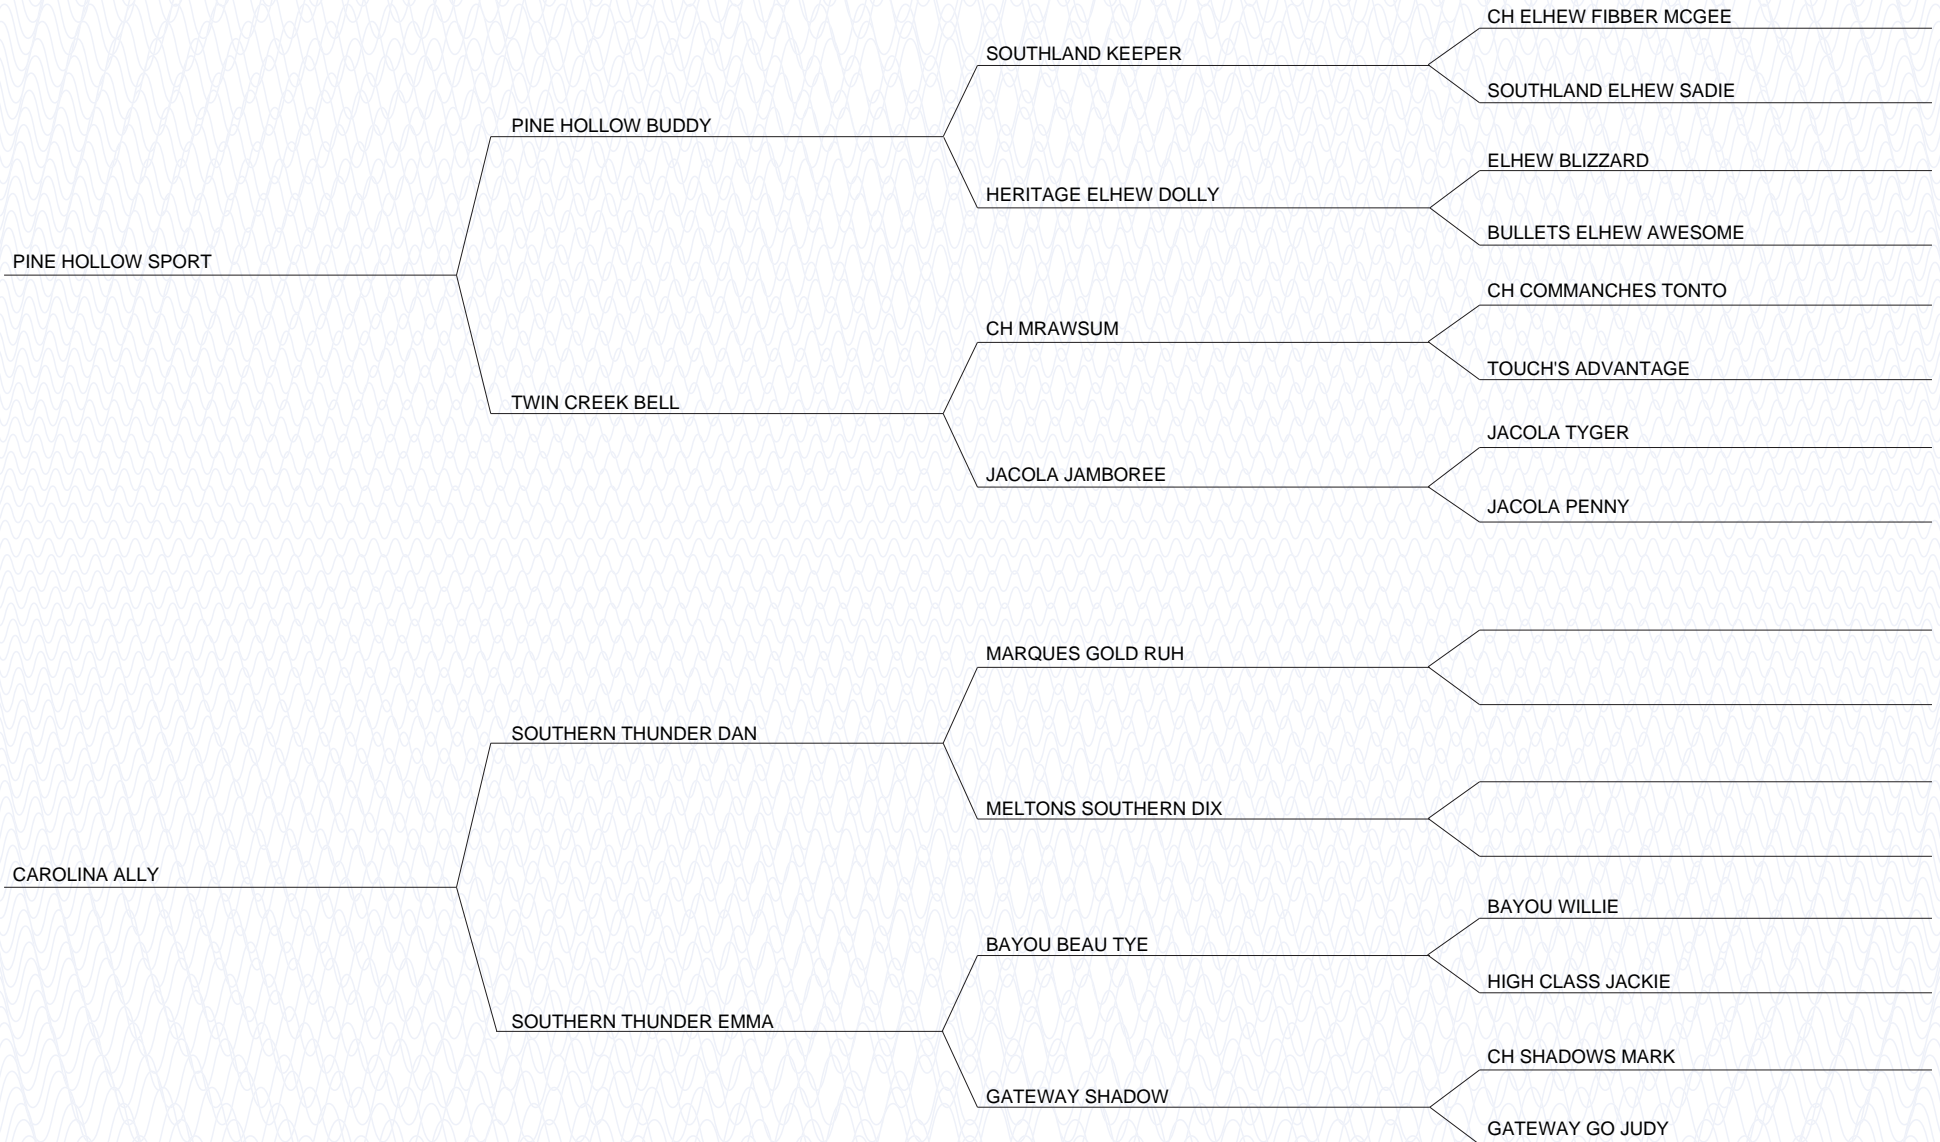 CH ELHEW FIBBER MCGEE
SOUTHLAND KEEPER
SOUTHLAND ELHEW SADIE
PINE HOLLOW BUDDY
ELHEW BLIZZARD
HERITAGE ELHEW DOLLY
BULLETS ELHEW AWESOME
PINE HOLLOW SPORT
CH COMMANCHES TONTO
CH MRAWSUM
TOUCH'S ADVANTAGE
TWIN CREEK BELL
JACOLA TYGER
JACOLA JAMBOREE
JACOLA PENNY
MARQUES GOLD RUH
SOUTHERN THUNDER DAN
MELTONS SOUTHERN DIX
CAROLINA ALLY
BAYOU WILLIE
BAYOU BEAU TYE
HIGH CLASS JACKIE
SOUTHERN THUNDER EMMA
CH SHADOWS MARK
GATEWAY SHADOW
GATEWAY GO JUDY